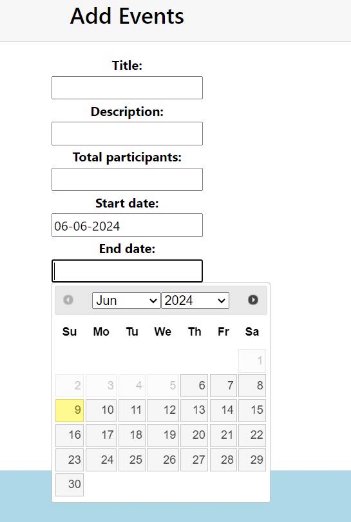 Add Events
Title:
Description:
Total participants:
Start date:
06-06-2024
End date:
Jun 2024
Su Mo Tu We Th Fr Sa
1
2 3 4 5 6 7 8
9 10 11 12 13 14 15
16 17 18 19 20 21 22
23 24 25 26 27 28 29
30